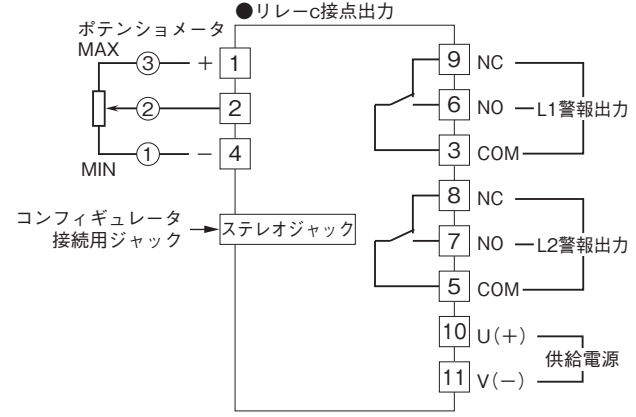 ●リレーc接点出力
ポテンショメータ
MAX
③ + 1
② 2
① − 4
MIN
コンフィギュレータ
接続用ジャック
ステレオジャック
9 NC
6 NO L1警報出力
3 COM
8 NC
7 NO L2警報出力
5 COM
10 U(+)
供給電源
11 V(−)